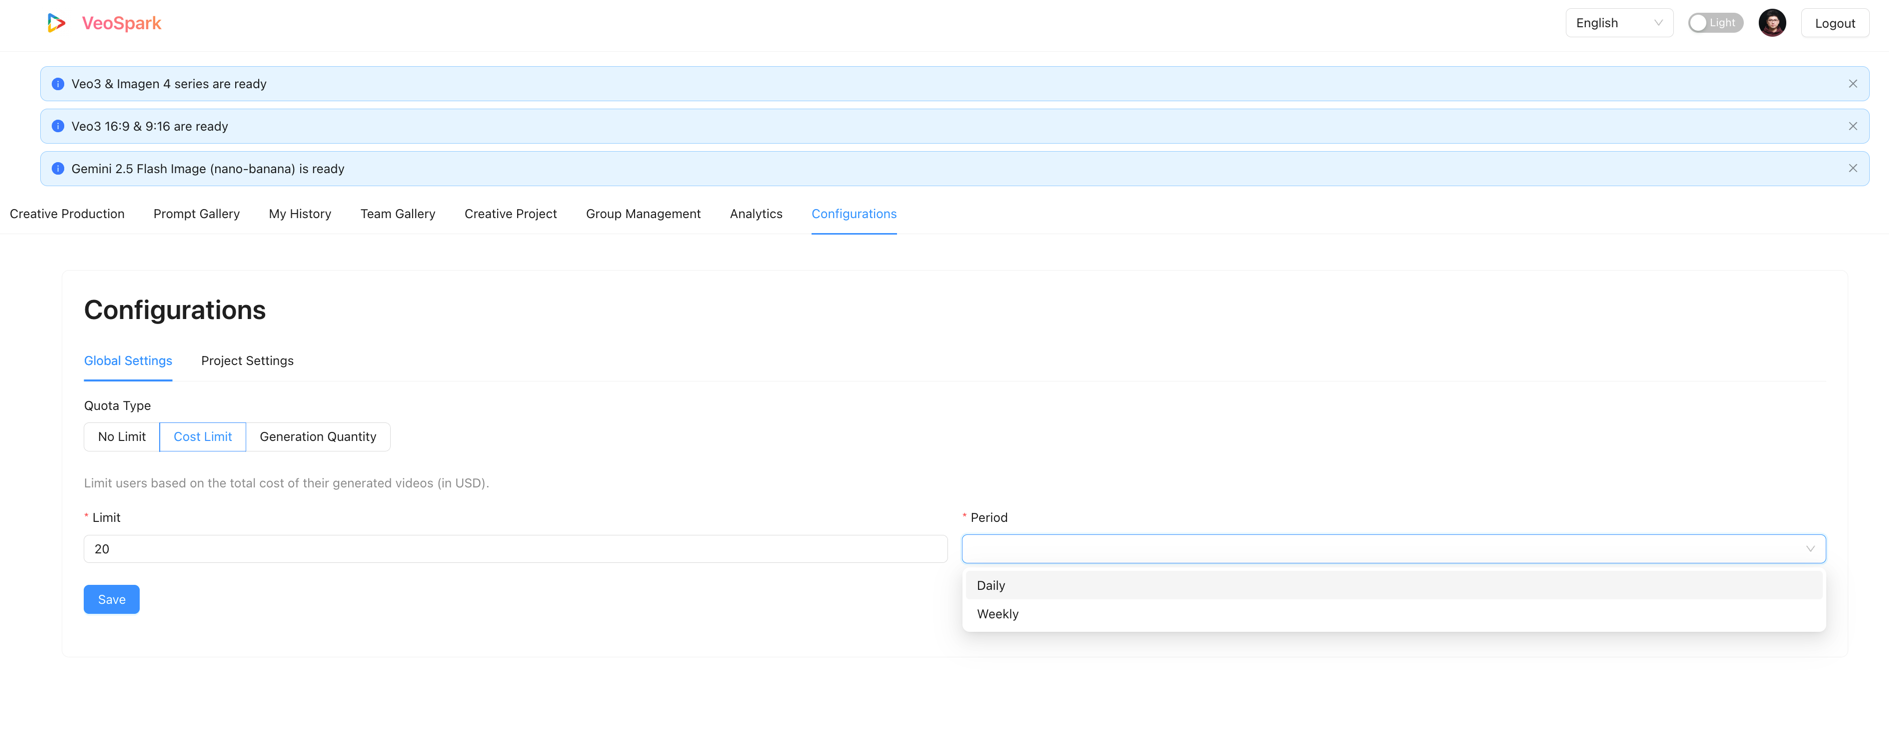 VeoSpark
English
Light
Logout
Veo3 & Imagen 4 series are ready
Veo3 16:9 & 9:16 are ready
Gemini 2.5 Flash Image (nano-banana) is ready
Creative Production Prompt Gallery My History Team Gallery Creative Project Group Management Analytics Configurations
Configurations
Global Settings Project Settings
Quota Type
No Limit Cost Limit Generation Quantity
Limit users based on the total cost of their generated videos (in USD).
* Limit
* Period
20
Daily
Save
Weekly